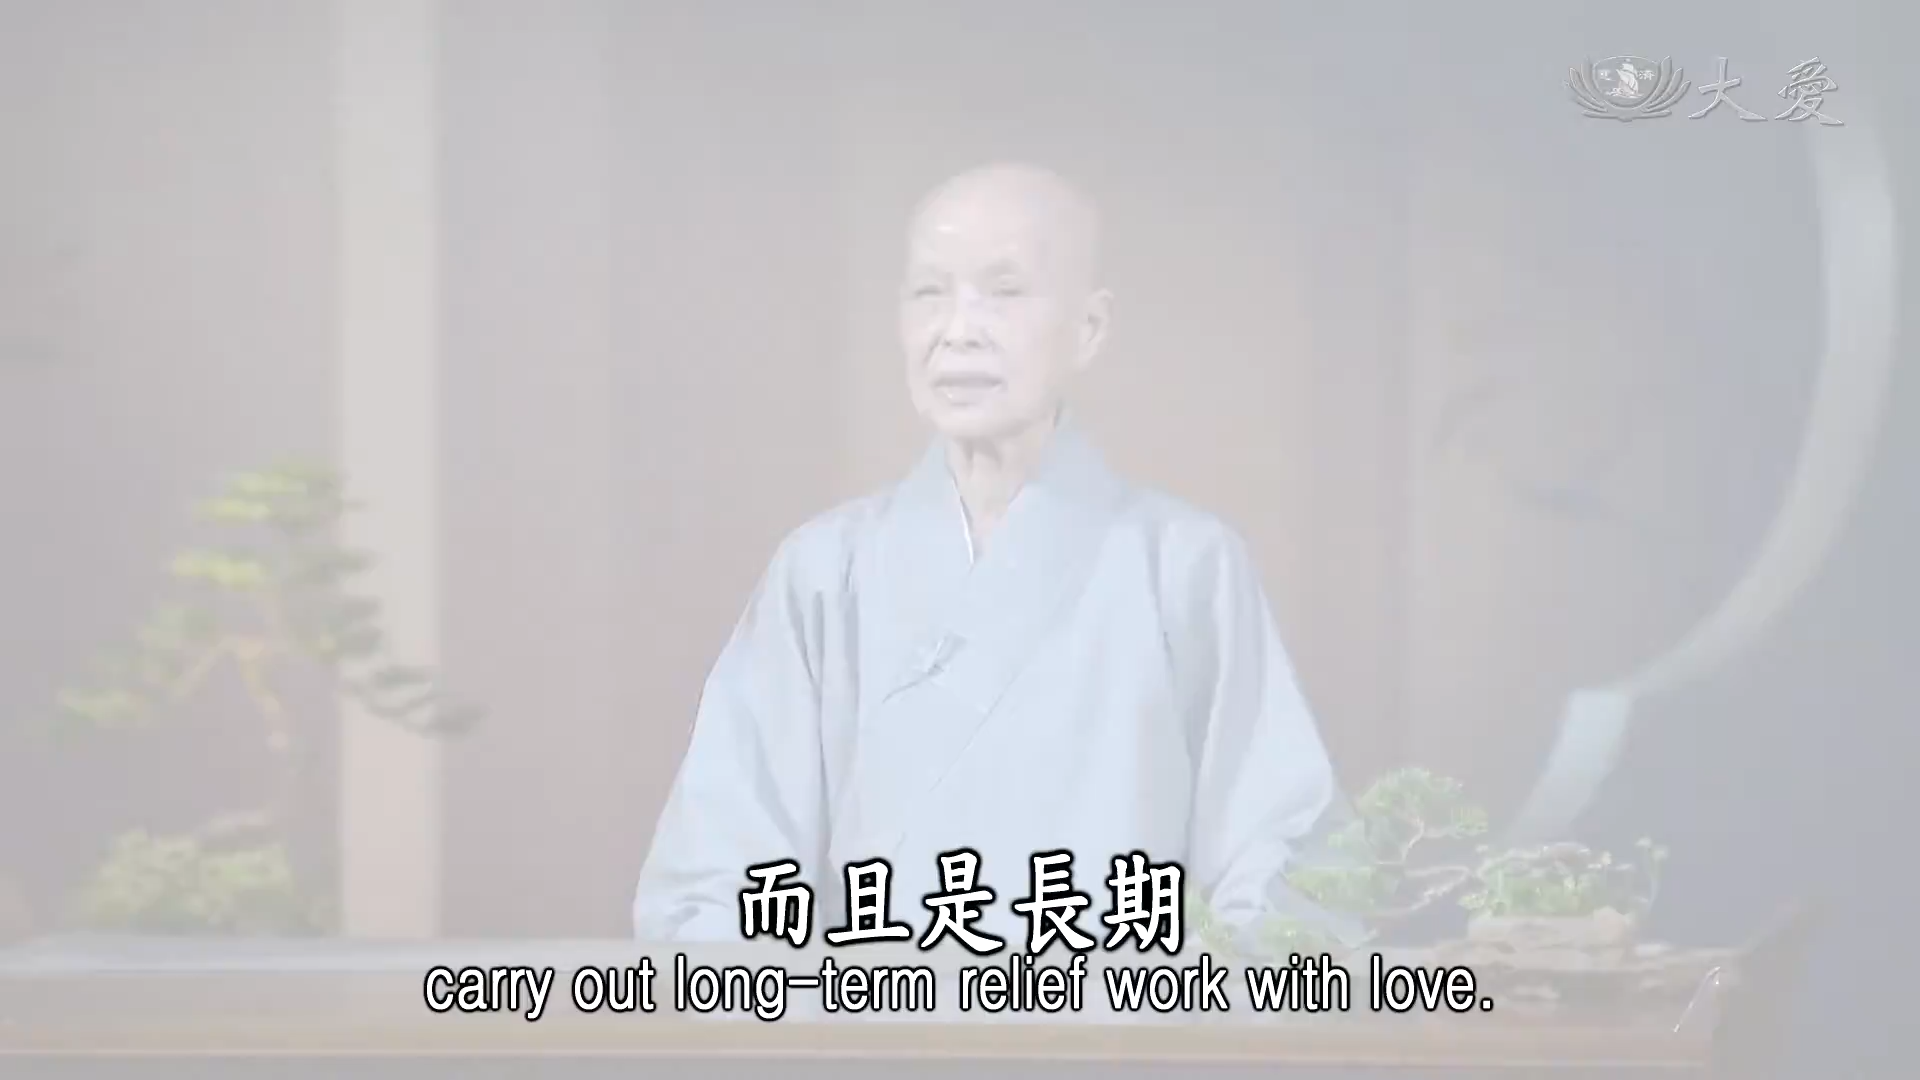 大愛
而且是長期
carry out long-term relief work with love.